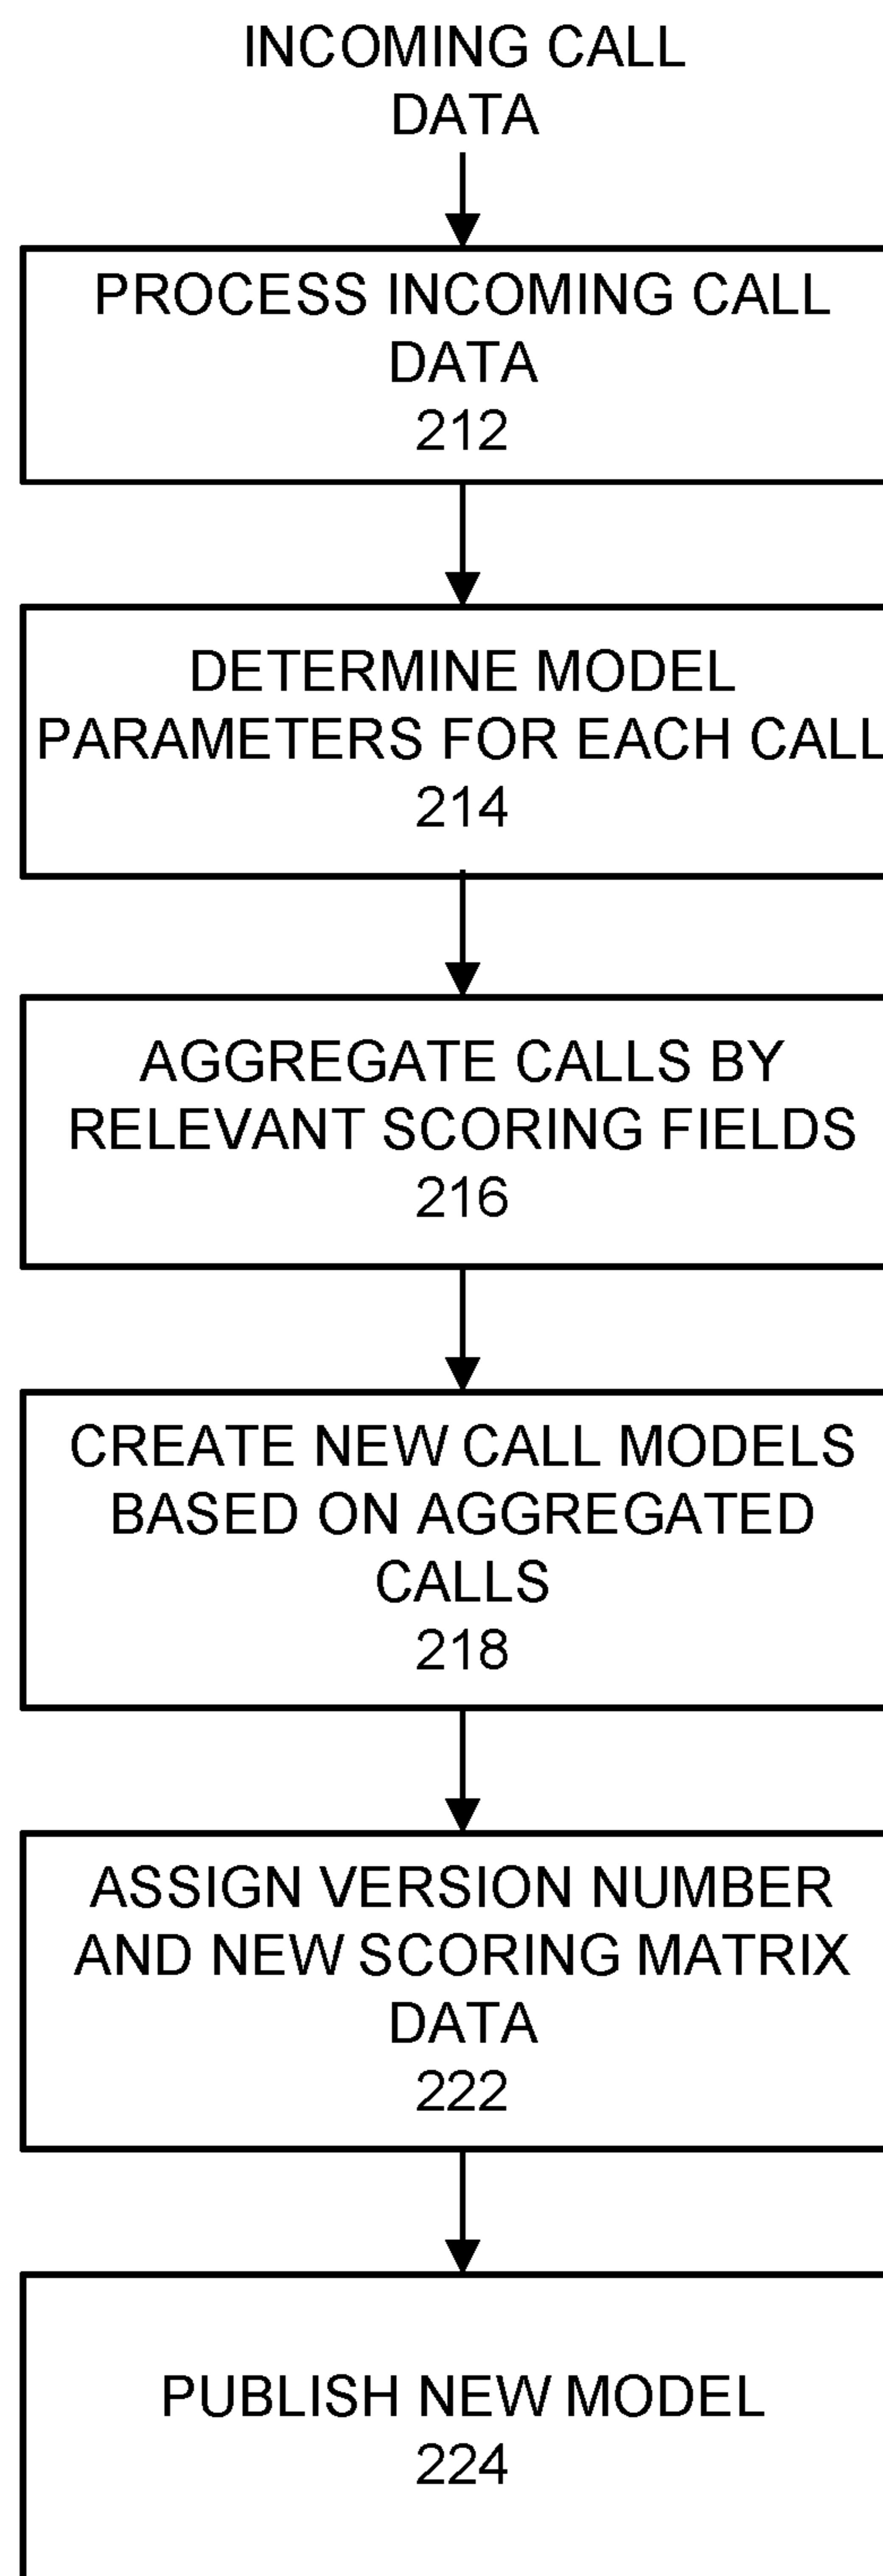 INCOMING CALL
DATA
PROCESS INCOMING CALL
DATA
212
DETERMINE MODEL
PARAMETERS FOR EACH CALL
214
AGGREGATE CALLS BY
RELEVANT SCORING FIELDS
216
CREATE NEW CALL MODELS
BASED ON AGGREGATED
CALLS
218
ASSIGN VERSION NUMBER
AND NEW SCORING MATRIX
DATA
222
PUBLISH NEW MODEL
224